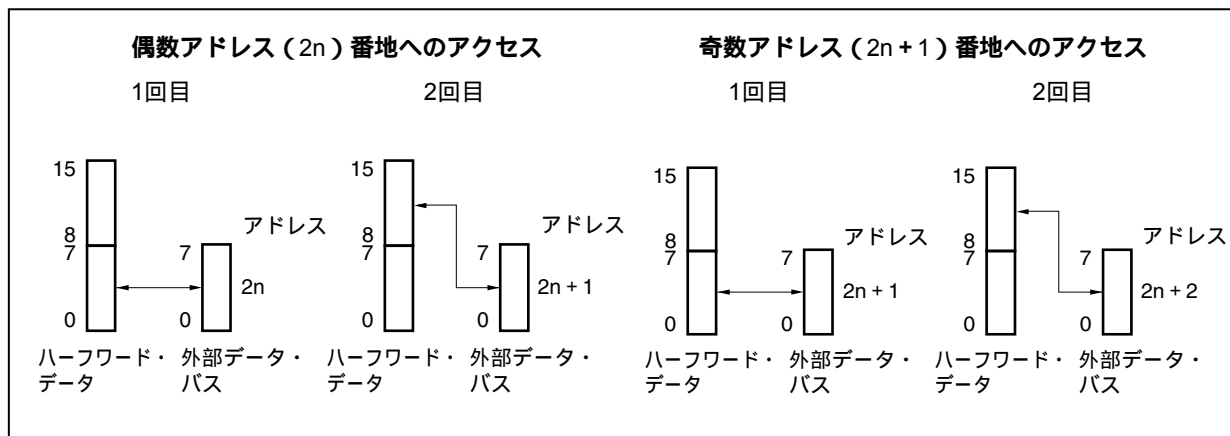 偶数アドレス（2n）番地へのアクセス
1回目
2回目
15
8
7
0
7
0
アドレス
2n
ハーフワード・
データ
外部データ・
バス
15
8
7
0
7
0
アドレス
2n + 1
ハーフワード・
データ
外部データ・
バス
奇数アドレス（2n + 1）番地へのアクセス
1回目
2回目
15
8
7
0
7
0
アドレス
2n + 1
ハーフワード・
データ
外部データ・
バス
15
8
7
0
7
0
アドレス
2n + 2
ハーフワード・
データ
外部データ・
バス